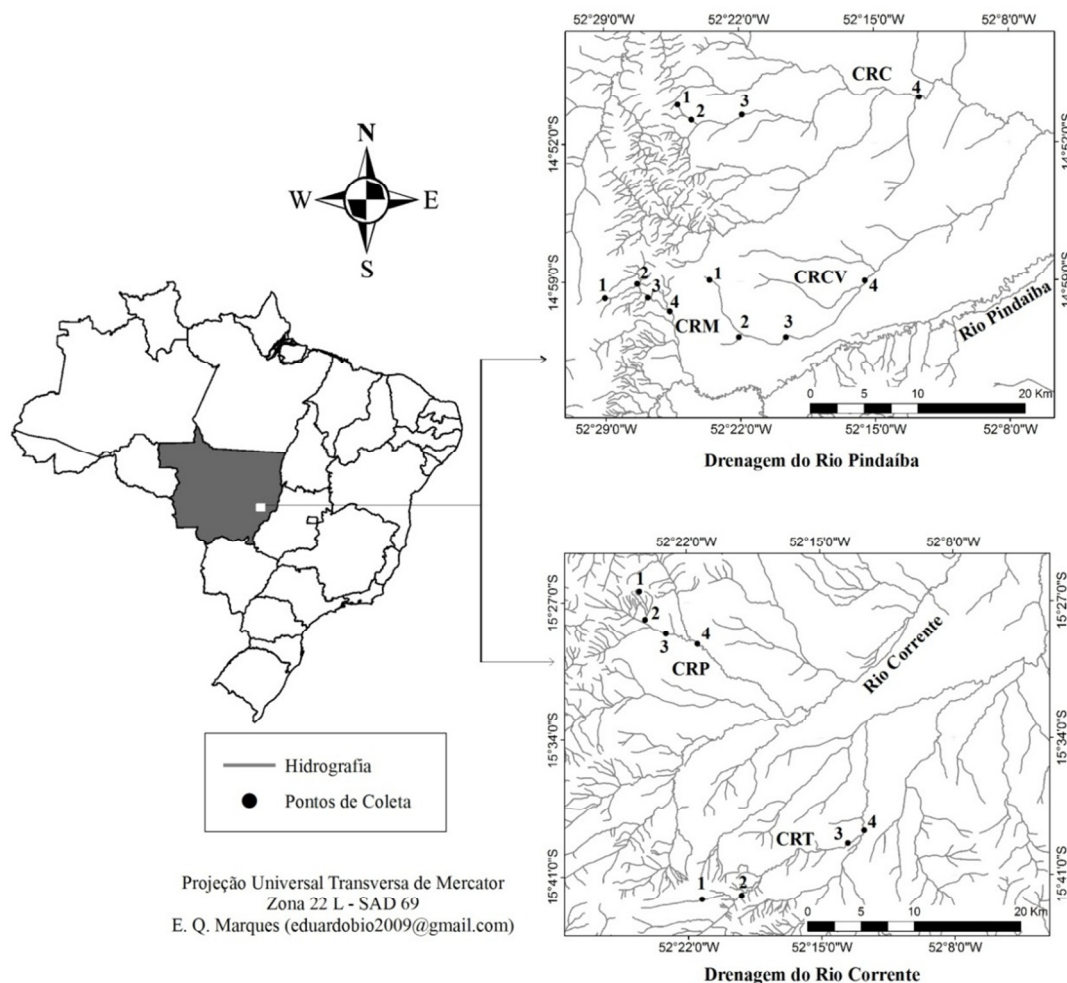 N
W E
S
Hidrografia
Pontos de Coleta
Projeção Universal Transversa de Mercator
Zona 22 L - SAD 69
E. Q. Marques (eduardobio2009@gmail.com)
52°29'0"W 52°22'0"W 52°15'0"W 52°8'0"W
14°52'0"S 14°52'0"S
14°59'0"S 14°59'0"S
CRC
1 2 3 4
CRM
1 2 3 4
CRCV
1 2 3 4
Rio Pindaiba
0 5 10 20 Km
52°29'0"W 52°22'0"W 52°15'0"W 52°8'0"W
Drenagem do Rio Pindaíba
52°22'0"W 52°15'0"W 52°8'0"W
15°27'0"S 15°27'0"S
15°34'0"S 15°34'0"S
15°41'0"S 15°41'0"S
1 2 3 4
CRP
Rio Corrente
CRT
1 2 3 4
0 5 10 20 Km
52°22'0"W 52°15'0"W 52°8'0"W
Drenagem do Rio Corrente